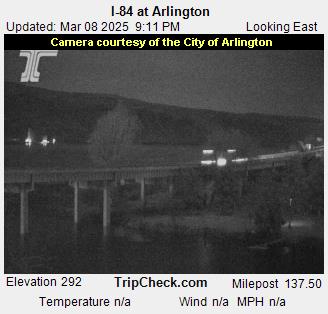 I-84 at Arlington
Updated: Mar 08 2025 9:11 PM Looking East
Camera courtesy of the City of Arlington
Elevation 292 TripCheck.com Milepost 137.50
Temperature n/a Wind n/a MPH n/a